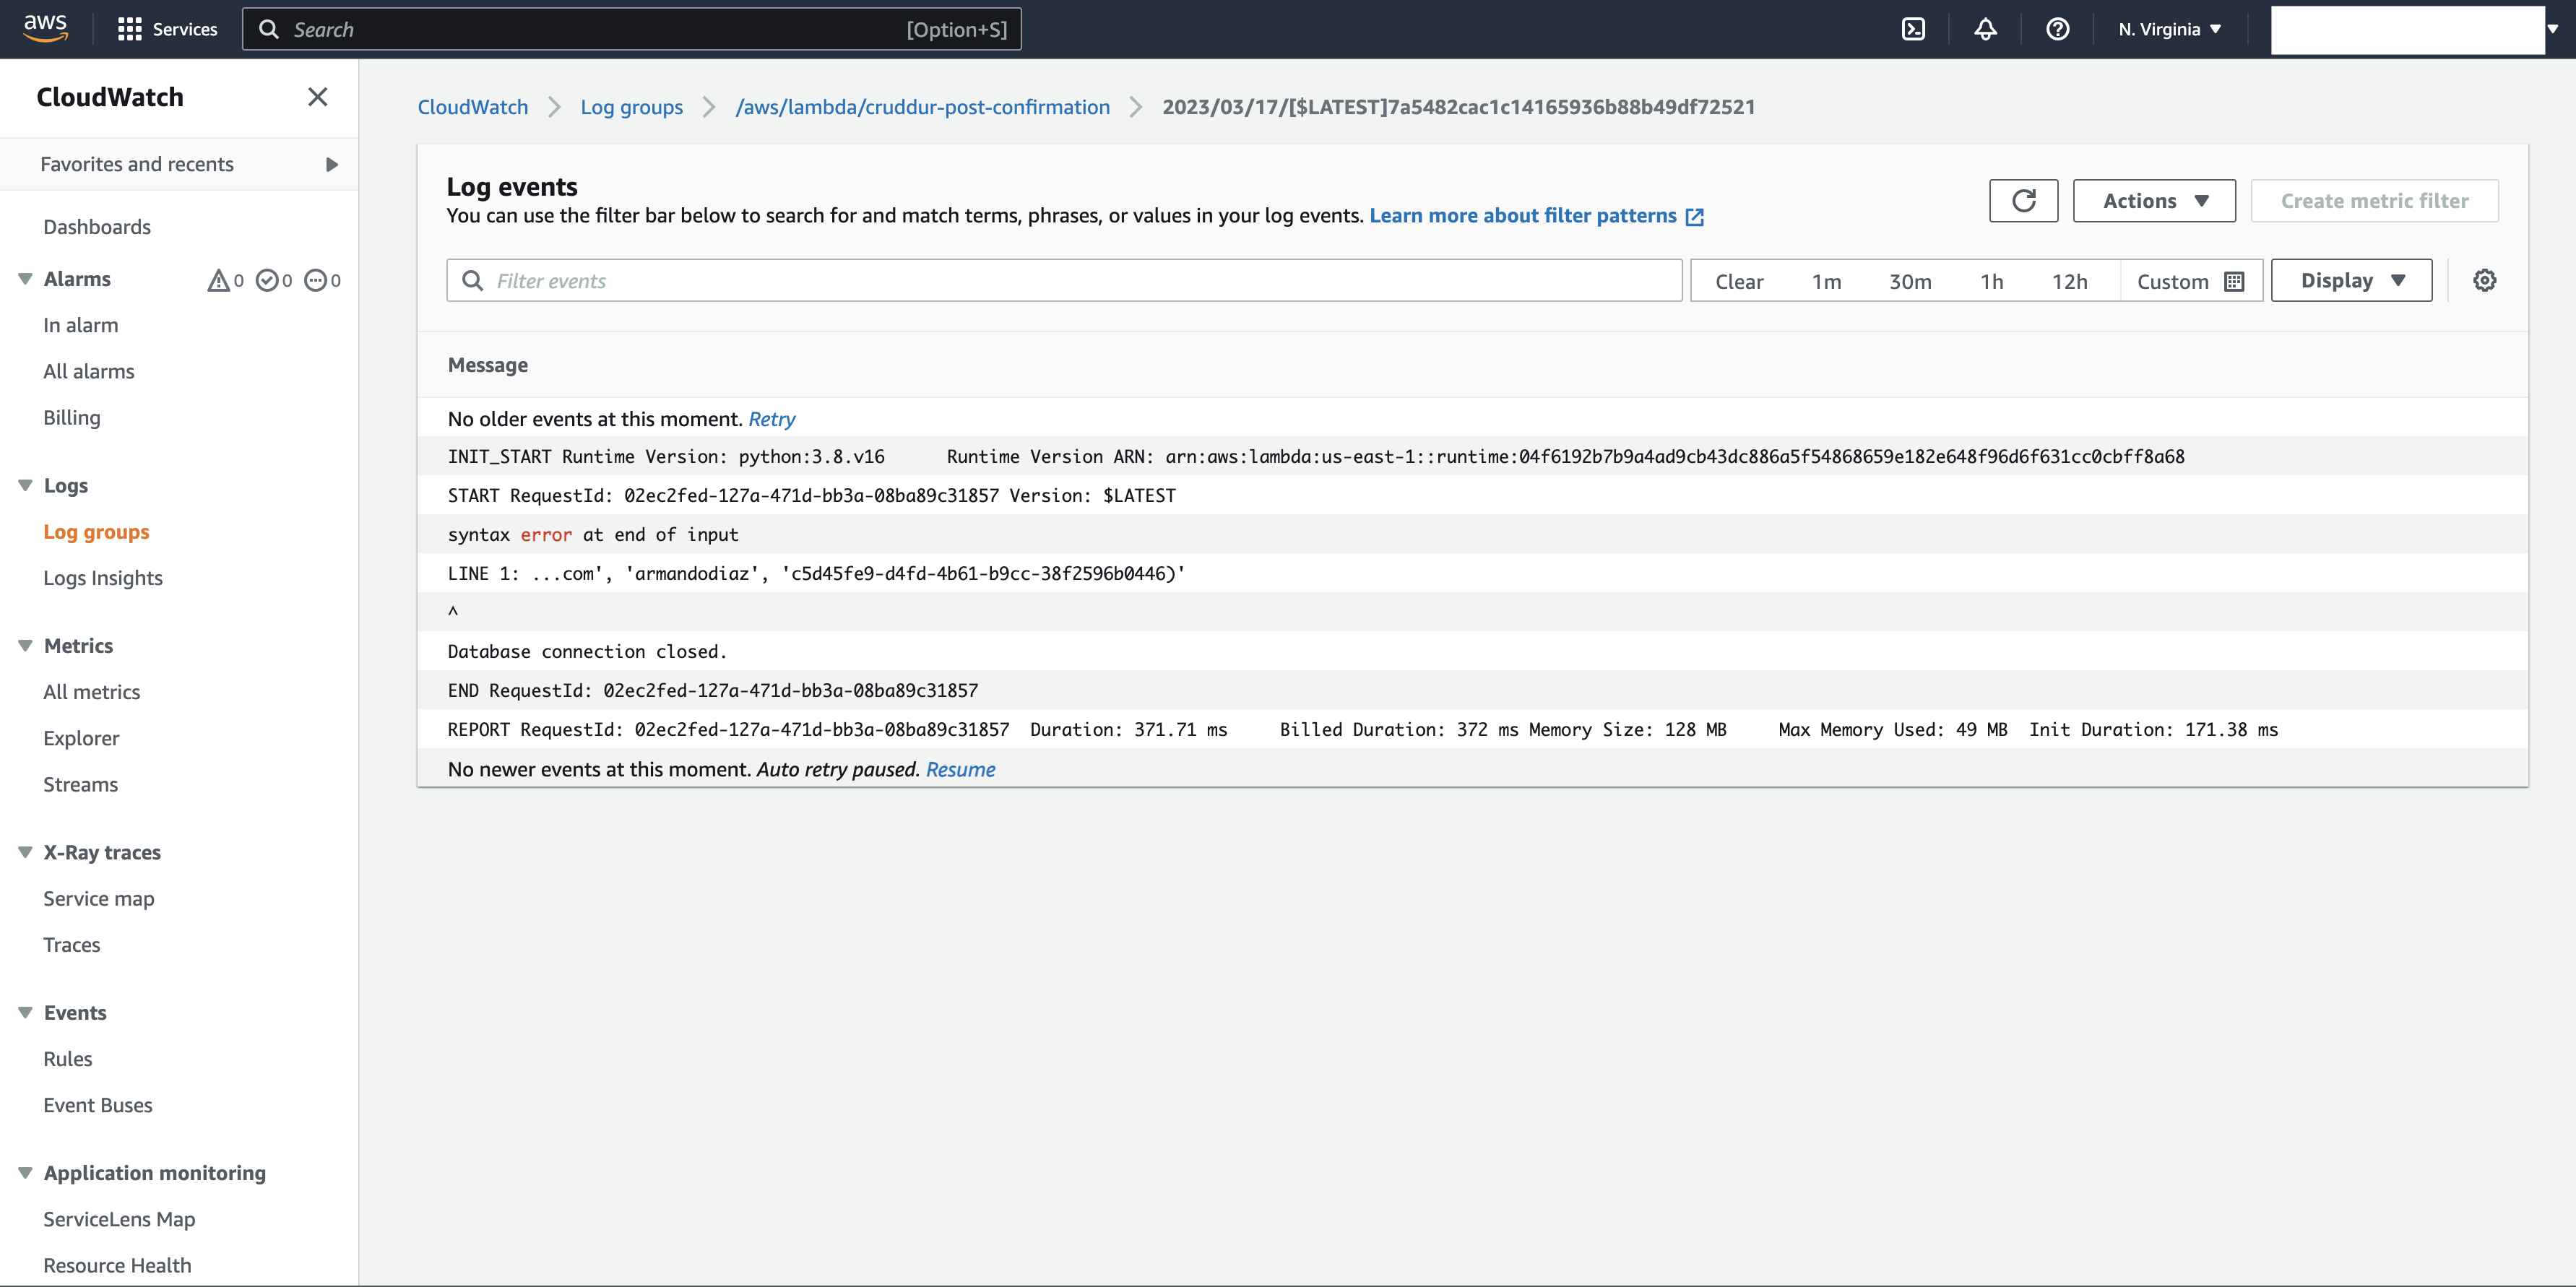 aws Services Search [Option+S] N. Virginia
CloudWatch
Favorites and recents
Dashboards
Alarms 0 0 0
In alarm
All alarms
Billing
Logs
Log groups
Logs Insights
Metrics
All metrics
Explorer
Streams
X-Ray traces
Service map
Traces
Events
Rules
Event Buses
Application monitoring
ServiceLens Map
Resource Health
CloudWatch > Log groups > /aws/lambda/cruddur-post-confirmation > 2023/03/17/[$LATEST]7a5482cac1c14165936b88b49df72521
Log events
You can use the filter bar below to search for and match terms, phrases, or values in your log events. Learn more about filter patterns
Actions Create metric filter
Filter events Clear 1m 30m 1h 12h Custom Display
Message
No older events at this moment. Retry
INIT_START Runtime Version: python:3.8.v16 Runtime Version ARN: arn:aws:lambda:us-east-1::runtime:04f6192b7b9a4ad9cb43dc886a5f54868659e182e648f96d6f631cc0cbff8a68
START RequestId: 02ec2fed-127a-471d-bb3a-08ba89c31857 Version: $LATEST
syntax error at end of input
LINE 1: ...com', 'armandodiaz', 'c5d45fe9-d4fd-4b61-b9cc-38f2596b0446)'
^
Database connection closed.
END RequestId: 02ec2fed-127a-471d-bb3a-08ba89c31857
REPORT RequestId: 02ec2fed-127a-471d-bb3a-08ba89c31857 Duration: 371.71 ms Billed Duration: 372 ms Memory Size: 128 MB Max Memory Used: 49 MB Init Duration: 171.38 ms
No newer events at this moment. Auto retry paused. Resume